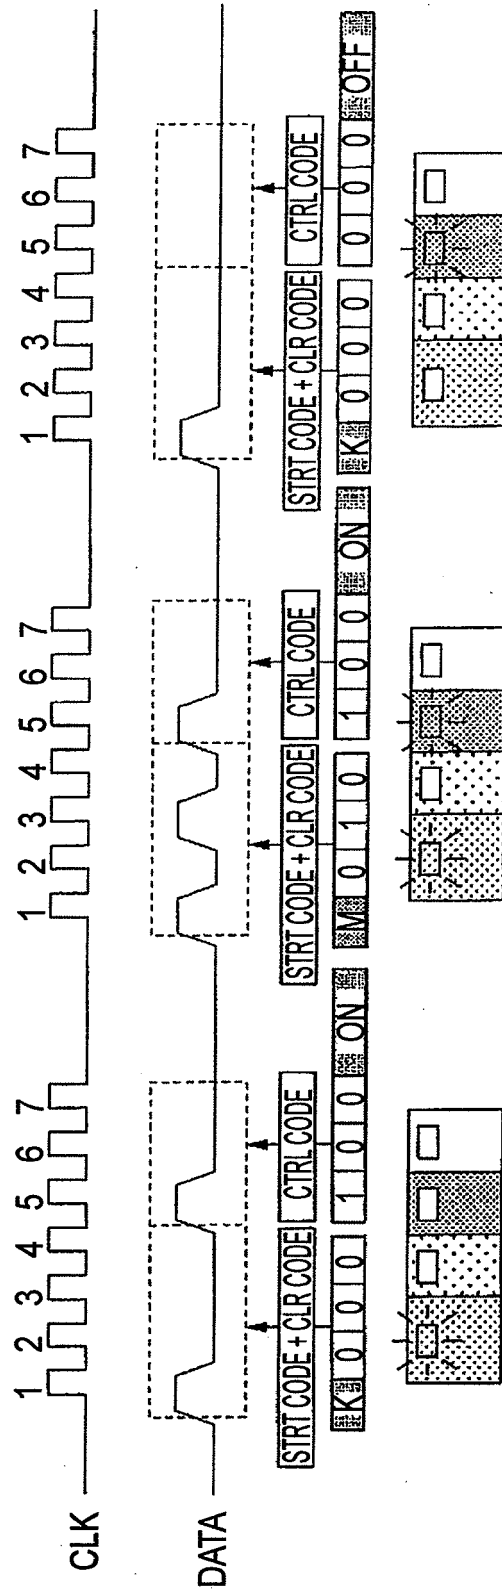 CLK
1 2 3 4 5 6 7 1 2 3 4 5 6 7 1 2 3 4 5 6 7
DATA
STRT CODE + CLR CODE CTRL CODE STRT CODE + CLR CODE CTRL CODE STRT CODE + CLR CODE CTRL CODE
K 0 0 0 1 0 0 ON M 0 1 0 1 0 0 ON K 0 0 0 0 0 0 OFF